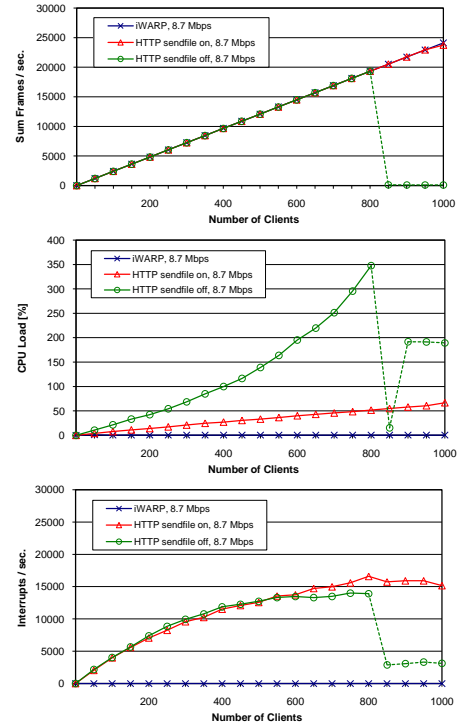 30000
25000
20000
15000
10000
5000
0
Sum Frames / sec.
iWARP, 8.7 Mbps
HTTP sendfile on, 8.7 Mbps
HTTP sendfile off, 8.7 Mbps
200 400 600 800 1000
Number of Clients
400
350
300
250
200
150
100
50
0
CPU Load [%]
iWARP, 8.7 Mbps
HTTP sendfile on, 8.7 Mbps
HTTP sendfile off, 8.7 Mbps
200 400 600 800 1000
Number of Clients
30000
25000
20000
15000
10000
5000
0
Interrupts / sec.
iWARP, 8.7 Mbps
HTTP sendfile on, 8.7 Mbps
HTTP sendfile off, 8.7 Mbps
200 400 600 800 1000
Number of Clients